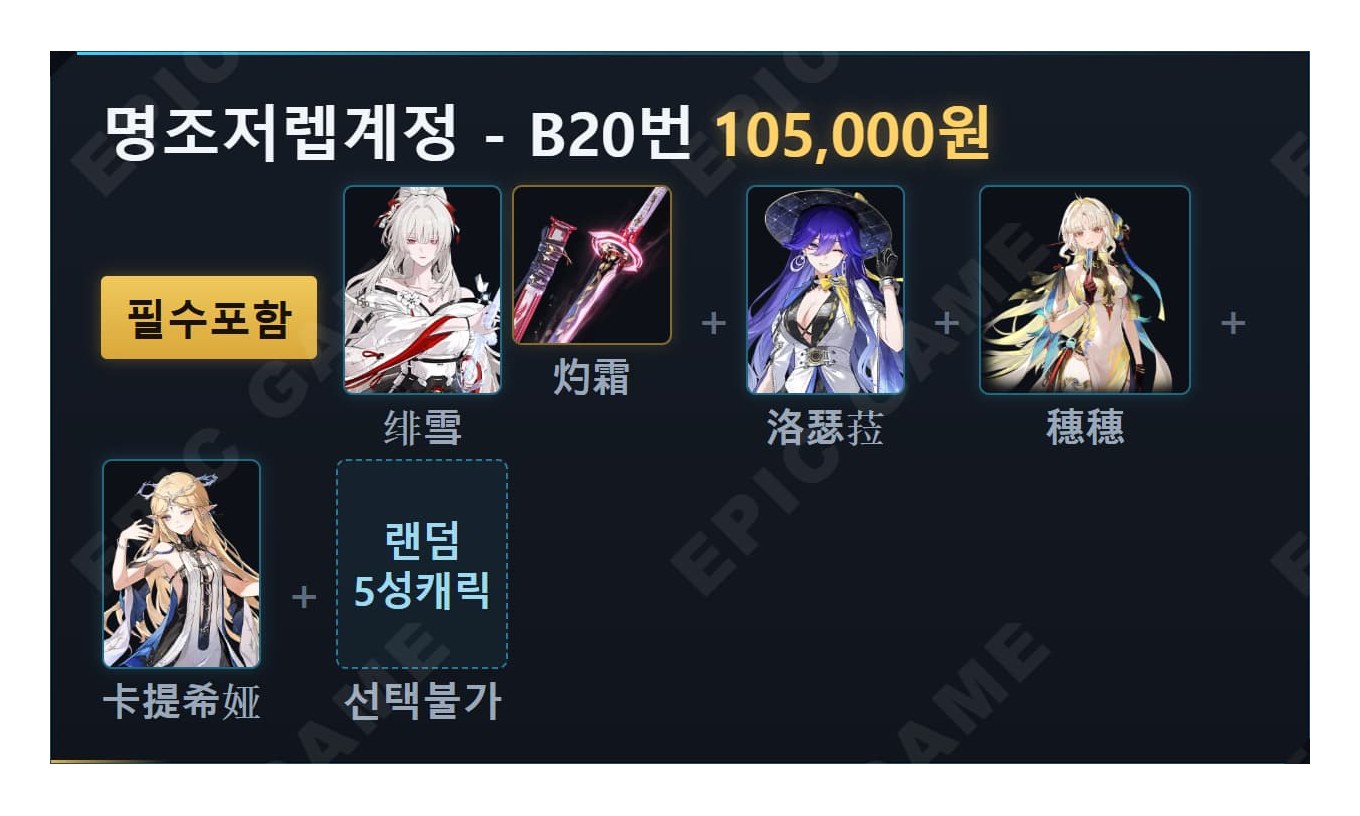 명조저렙계정 - B20번 105,000원
필수포함
绯雪
灼霜
+
洛瑟菈
+
穗穗
+
卡提希娅
+
랜덤
5성캐릭
선택불가
EPIC GAME